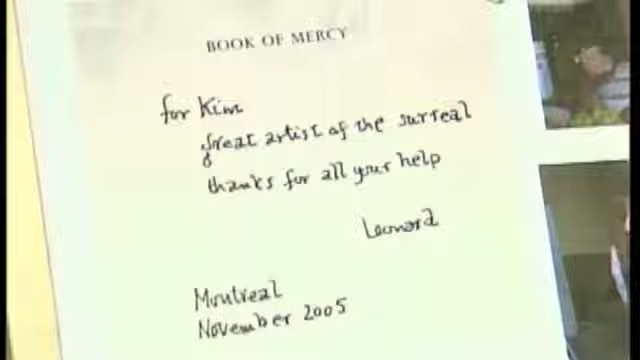 BOOK OF MERCY
for Kim
great artist of the surreal
thanks for all your help
Leonard
Montreal
November 2005